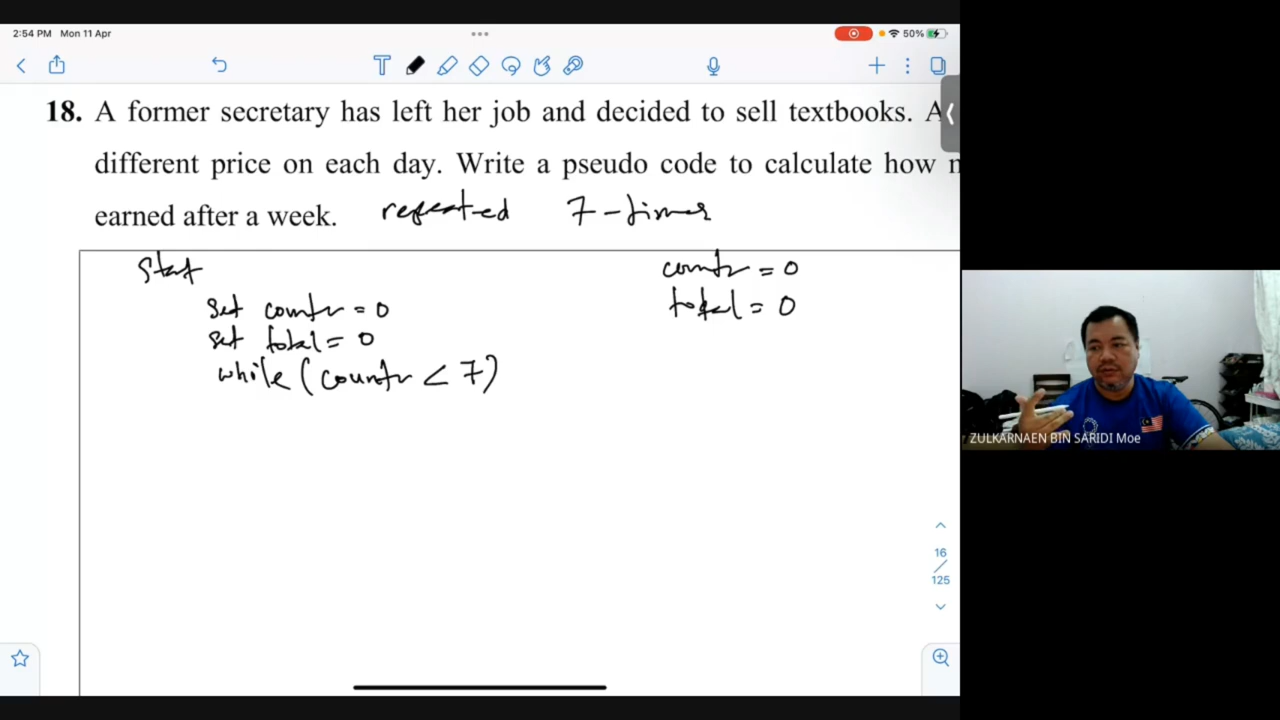 2:54 PM Mon 11 Apr
50%
T
18. A former secretary has left her job and decided to sell textbooks. A
different price on each day. Write a pseudo code to calculate how
earned after a week. repeated 7-times
Start
counter = 0
set counter = 0
total = 0
set total = 0
while (counter < 7)
ZULKARNAEN BIN SARIDI Moe
16
/
125